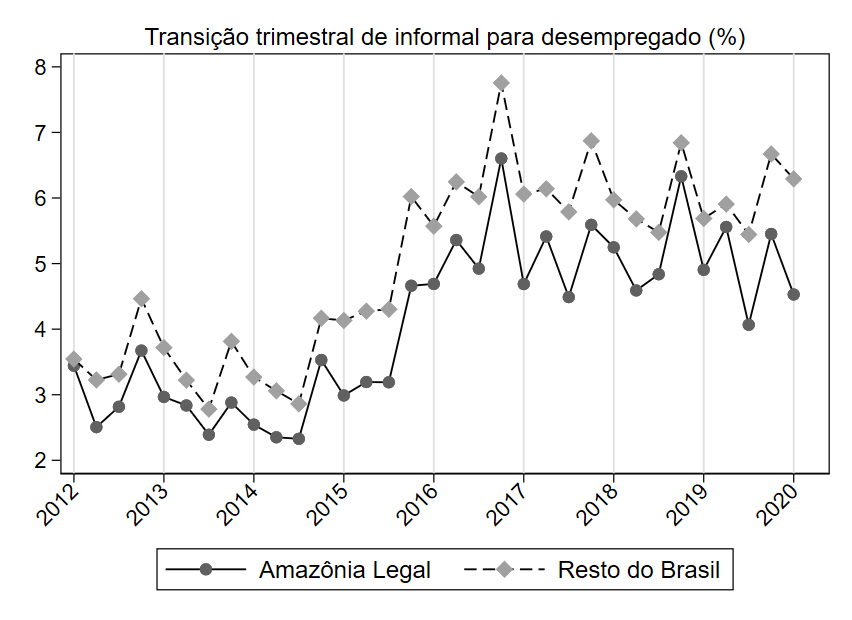 Transição trimestral de informal para desempregado (%)
8
7
6
5
4
3
2
2012 2013 2014 2015 2016 2017 2018 2019 2020
Amazônia Legal Resto do Brasil